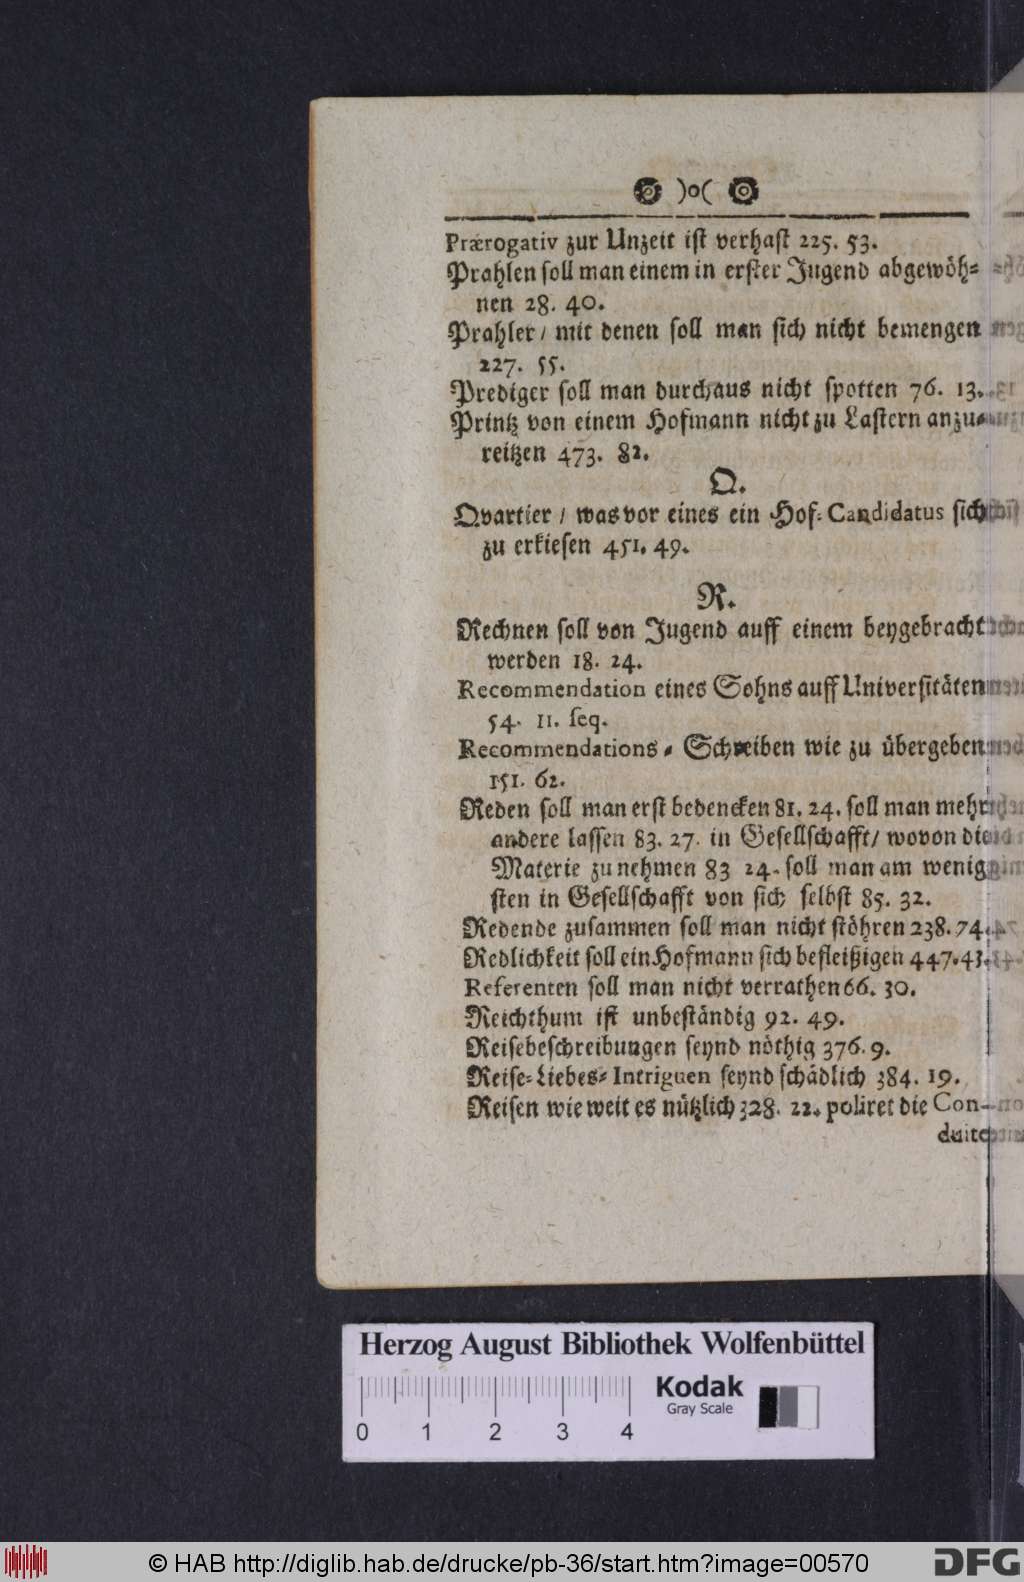 )o(
Prærogativ zur Unzeit ist verhast 225. 53.
Prahlen soll man einem in erster Jugend abgewöh-
nen 28. 40.
Prahler / mit denen soll man sich nicht bemengen
227. 55.
Prediger soll man durchaus nicht spotten 76. 13.
Printz von einem Hofmann nicht zu Lastern anzu-
reitzen 473. 82.
Q.
Qvartier / was vor eines ein Hof-Candidatus sich
zu erkiesen 451. 49.
R.
Rechnen soll von Jugend auff einem beygebracht
werden 18. 24.
Recommendation eines Sohns auff Universitäten
54. 11. seq.
Recommendations-Schreiben wie zu übergeben
151. 62.
Reden soll man erst bedencken 81. 24. soll man mehr
andere lassen 83. 27. in Gesellschafft / wovon die
Materie zu nehmen 83 24. soll man am wenig
sten in Gesellschafft von sich selbst 85. 32.
Redende zusammen soll man nicht stöhren 238. 74.
Redlichkeit soll ein Hofmann sich befleißigen 447. 43.
Referenten soll man nicht verrathen 66. 30.
Reichthum ist unbeständig 92. 49.
Reisebeschreibungen seynd nöthig 376. 9.
Reise-Liebes-Intriguen seynd schädlich 384. 19.
Reisen wie weit es nützlich 328. 22. poliret die Con-
duite
Herzog August Bibliothek Wolfenbüttel
Kodak
Gray Scale
0 1 2 3 4
© HAB http://diglib.hab.de/drucke/pb-36/start.htm?image=00570
DFG